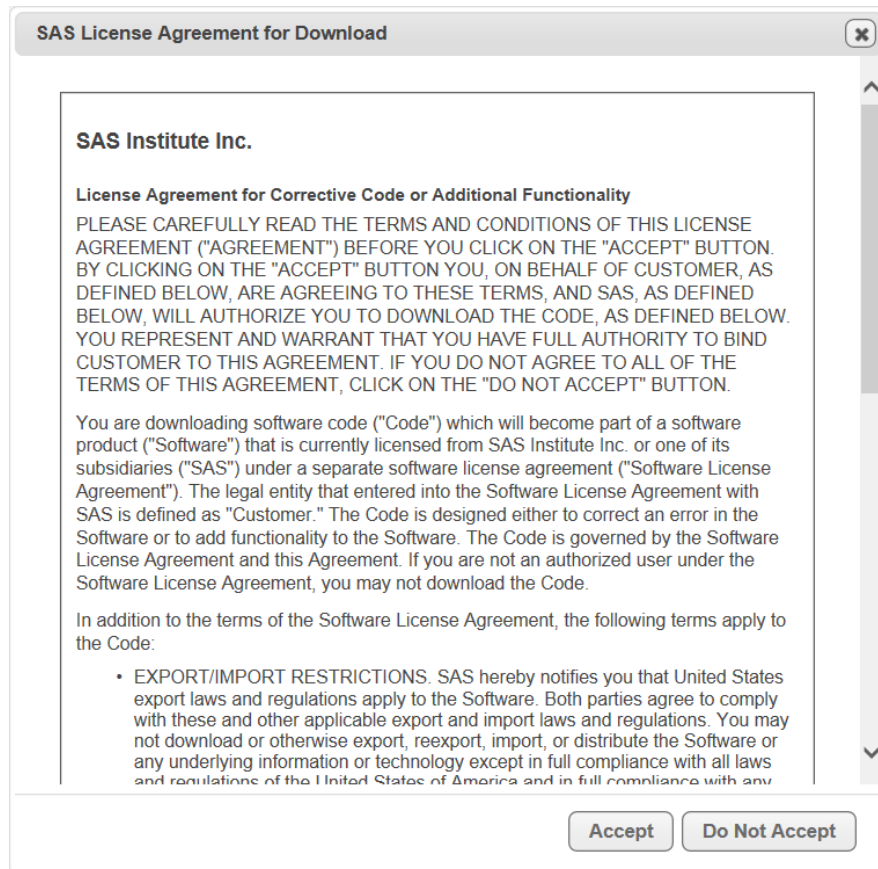 SAS License Agreement for Download
SAS Institute Inc.
License Agreement for Corrective Code or Additional Functionality
PLEASE CAREFULLY READ THE TERMS AND CONDITIONS OF THIS LICENSE
AGREEMENT ("AGREEMENT") BEFORE YOU CLICK ON THE "ACCEPT" BUTTON.
BY CLICKING ON THE "ACCEPT" BUTTON YOU, ON BEHALF OF CUSTOMER, AS
DEFINED BELOW, ARE AGREEING TO THESE TERMS, AND SAS, AS DEFINED
BELOW, WILL AUTHORIZE YOU TO DOWNLOAD THE CODE, AS DEFINED BELOW.
YOU REPRESENT AND WARRANT THAT YOU HAVE FULL AUTHORITY TO BIND
CUSTOMER TO THIS AGREEMENT. IF YOU DO NOT AGREE TO ALL OF THE
TERMS OF THIS AGREEMENT, CLICK ON THE "DO NOT ACCEPT" BUTTON.
You are downloading software code ("Code") which will become part of a software
product ("Software") that is currently licensed from SAS Institute Inc. or one of its
subsidiaries ("SAS") under a separate software license agreement ("Software License
Agreement"). The legal entity that entered into the Software License Agreement with
SAS is defined as "Customer." The Code is designed either to correct an error in the
Software or to add functionality to the Software. The Code is governed by the Software
License Agreement and this Agreement. If you are not an authorized user under the
Software License Agreement, you may not download the Code.
In addition to the terms of the Software License Agreement, the following terms apply to
the Code:
• EXPORT/IMPORT RESTRICTIONS. SAS hereby notifies you that United States
export laws and regulations apply to the Software. Both parties agree to comply
with these and other applicable export and import laws and regulations. You may
not download or otherwise export, reexport, import, or distribute the Software or
any underlying information or technology except in full compliance with all laws
and regulations of the United States of America and in full compliance with any
Accept
Do Not Accept